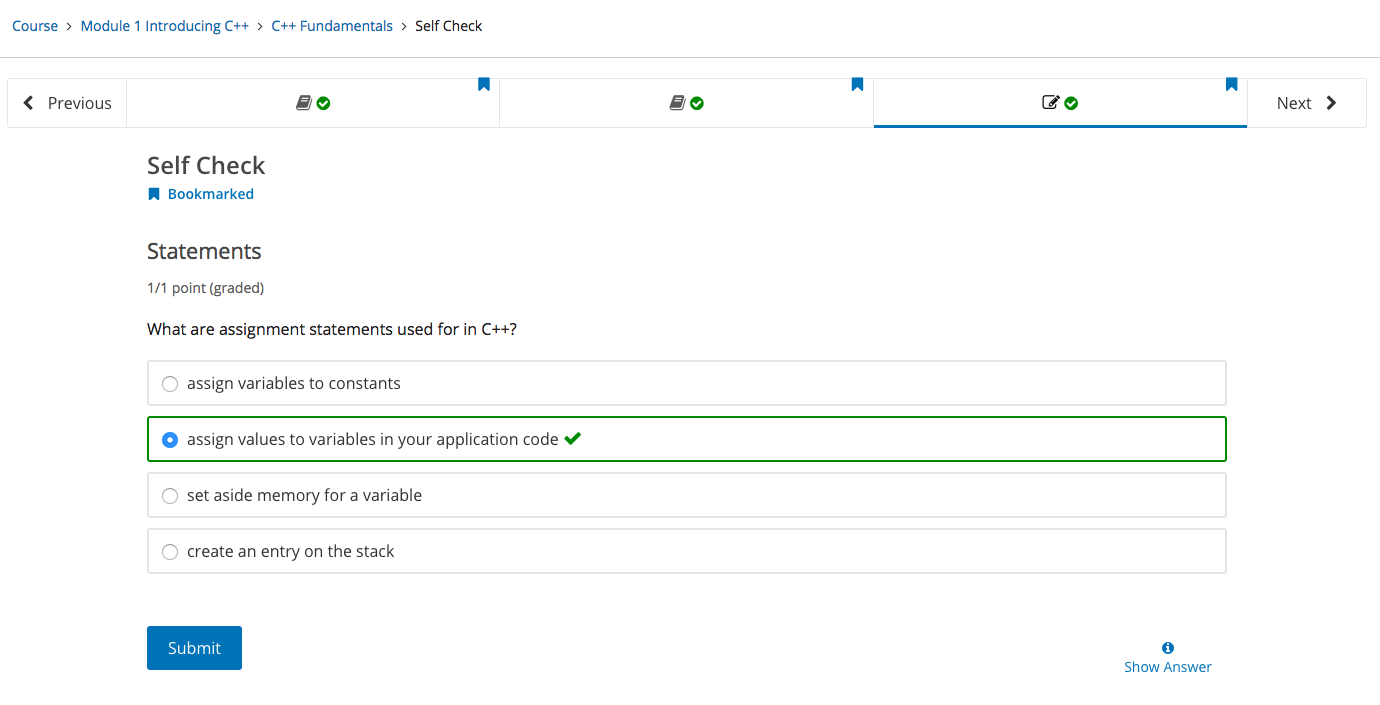 Course > Module 1 Introducing C++ > C++ Fundamentals > Self Check
Previous
Next
Self Check
Bookmarked
Statements
1/1 point (graded)
What are assignment statements used for in C++?
assign variables to constants
assign values to variables in your application code
set aside memory for a variable
create an entry on the stack
Submit
Show Answer